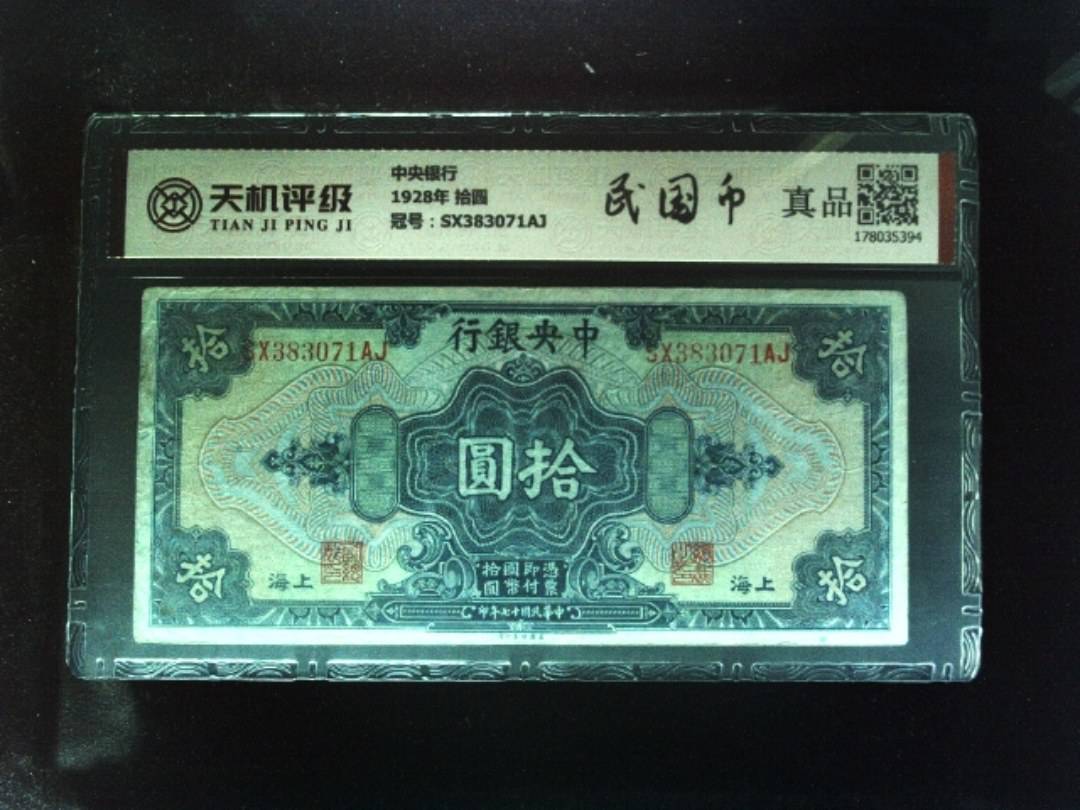 天机评级
TIAN JI PING JI
中央银行
1928年 拾圆
冠号：SX383071AJ
民国币
真品
178035394
中央銀行
拾
SX383071AJ
SX383071AJ
拾
拾圓
憑票
即付
國幣
拾圓
拾
上海
上海
拾
中華民國十七年印